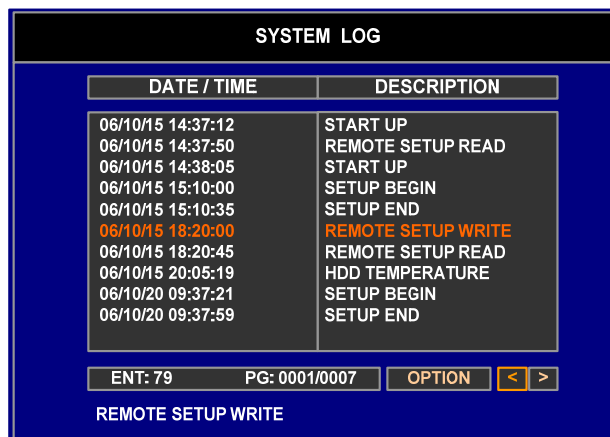 SYSTEM LOG
DATE / TIME DESCRIPTION
06/10/15 14:37:12 START UP
06/10/15 14:37:50 REMOTE SETUP READ
06/10/15 14:38:05 START UP
06/10/15 15:10:00 SETUP BEGIN
06/10/15 15:10:35 SETUP END
06/10/15 18:20:00 REMOTE SETUP WRITE
06/10/15 18:20:45 REMOTE SETUP READ
06/10/15 20:05:19 HDD TEMPERATURE
06/10/20 09:37:21 SETUP BEGIN
06/10/20 09:37:59 SETUP END
ENT: 79 PG: 0001/0007 OPTION < >
REMOTE SETUP WRITE